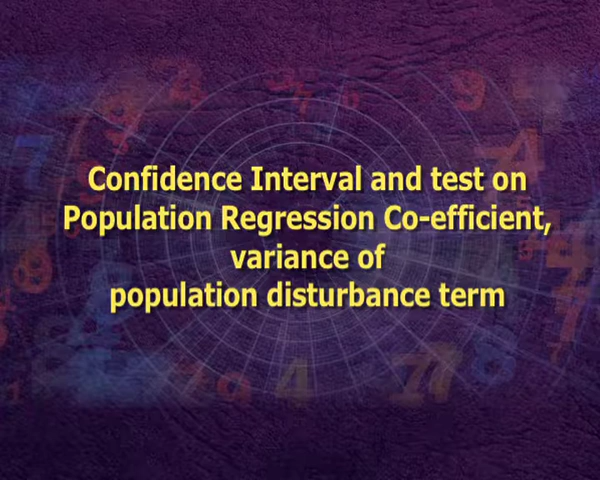 Confidence Interval and test on
Population Regression Co-efficient,
variance of
population disturbance term